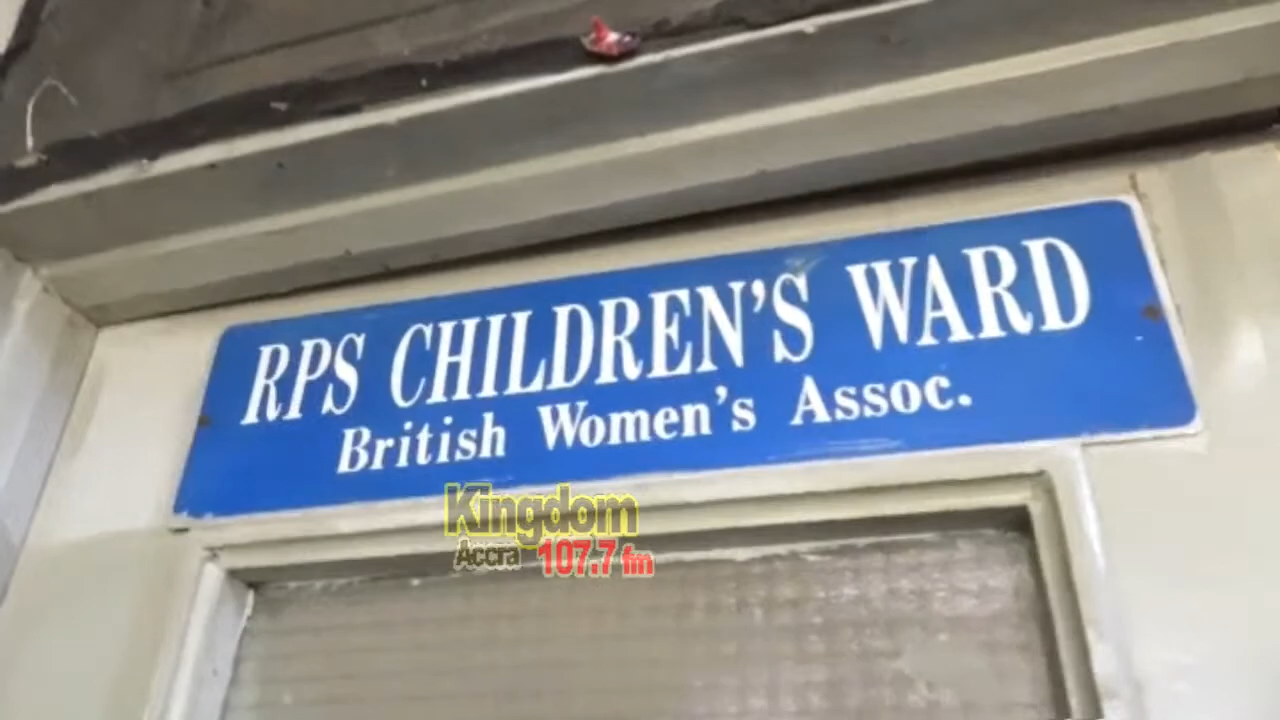 RPS CHILDREN'S WARD
British Women's Assoc.
Kingdom
Accra 107.7 fm